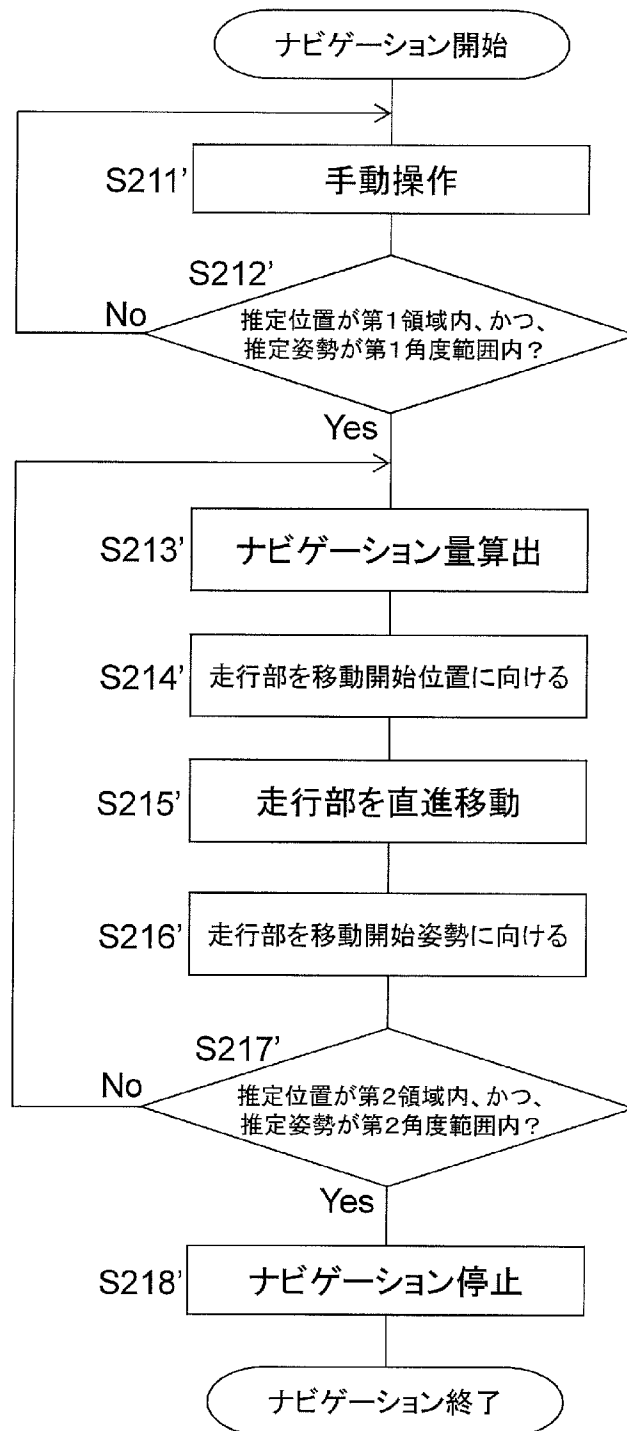 ナビゲーション開始
S211’
手動操作
S212’
No
推定位置が第1領域内、かつ、
推定姿勢が第1角度範囲内?
Yes
S213’
ナビゲーション量算出
S214’
走行部を移動開始位置に向ける
S215’
走行部を直進移動
S216’
走行部を移動開始姿勢に向ける
S217’
No
推定位置が第2領域内、かつ、
推定姿勢が第2角度範囲内?
Yes
S218’
ナビゲーション停止
ナビゲーション終了